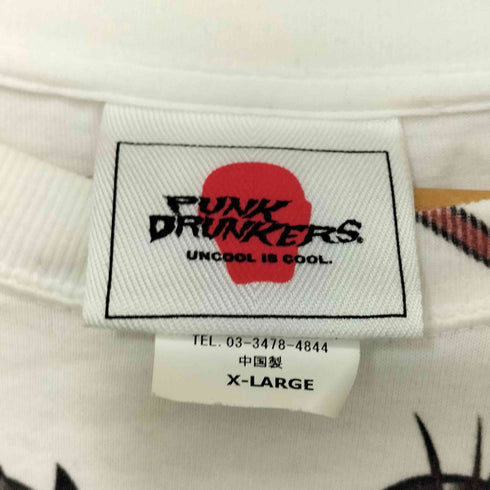 PUNK
DRUNKERS®
UNCOOL IS COOL.
TEL. 03-3478-4844
中国製
X-LARGE